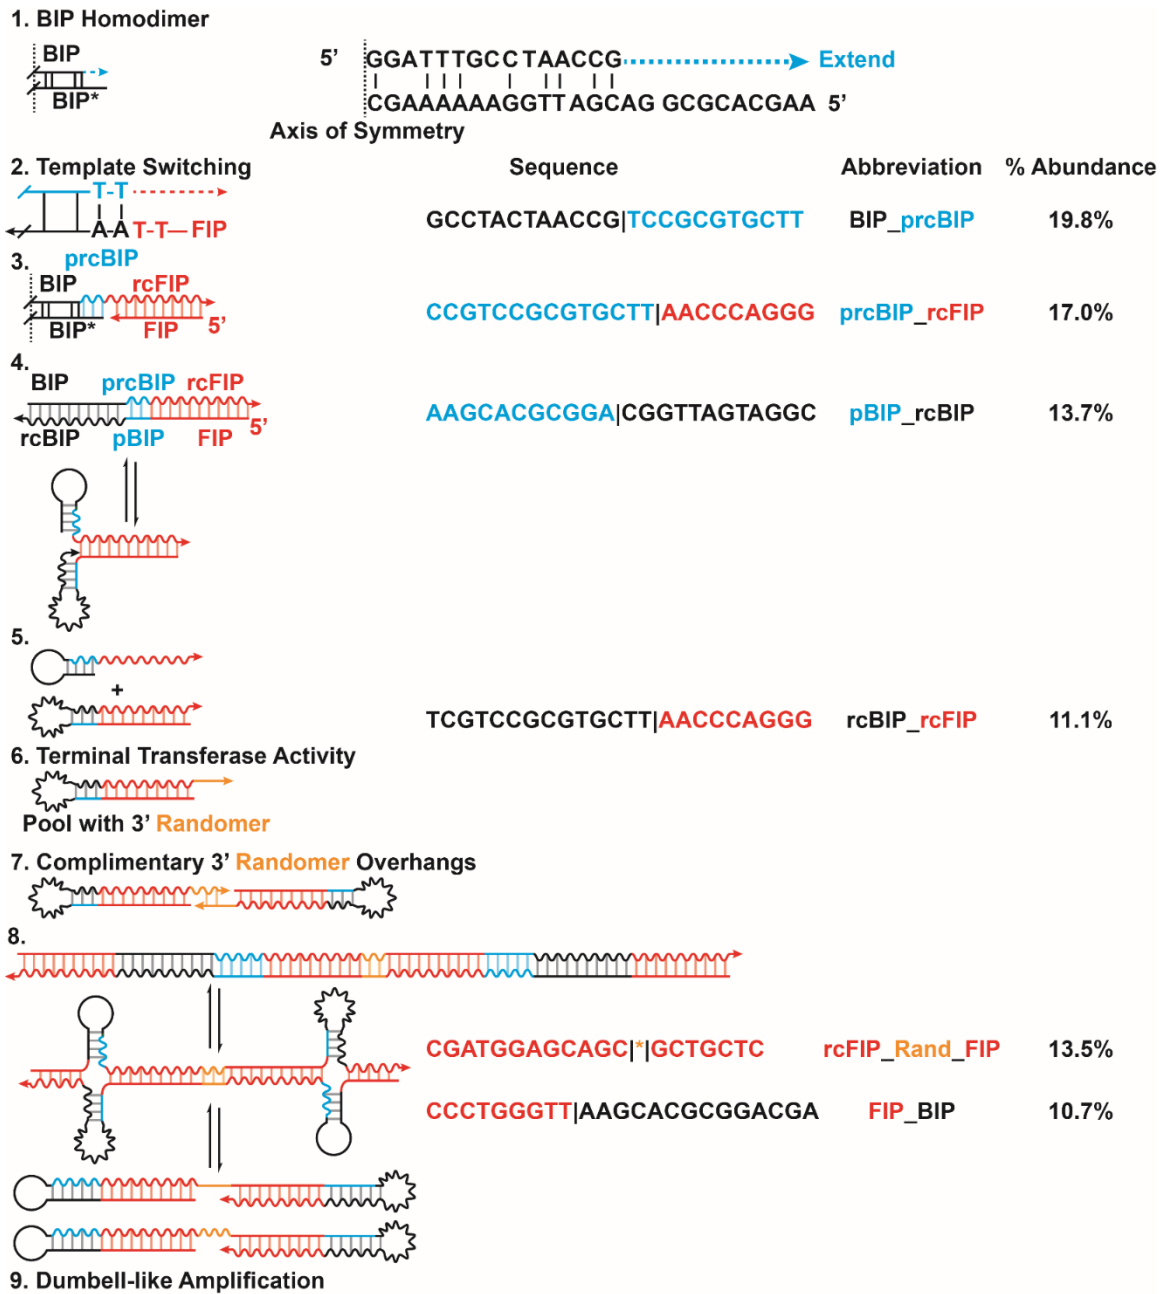 1. BIP Homodimer
BIP
BIP*
5' GGATTTGCCTAACCG Extend
CGAAAAAAGGTTAGCAG GCGCACGAA 5'
Axis of Symmetry
2. Template Switching Sequence Abbreviation % Abundance
T-T
A-A T-T—FIP
GCCTACTAACCG|TCCGCGTGCTT BIP_prcBIP 19.8%
prcBIP
3.
BIP rcFIP
BIP* FIP 5'
CCGTCCGCGTGCTT|AACCCAGGG prcBIP_rcFIP 17.0%
4.
BIP prcBIP rcFIP
rcBIP pBIP FIP 5'
AAGCACGCGGA|CGGTTAGTAGGC pBIP_rcBIP 13.7%
5.
+
TCGTCCGCGTGCTT|AACCCAGGG rcBIP_rcFIP 11.1%
6. Terminal Transferase Activity
Pool with 3' Randomer
7. Complimentary 3' Randomer Overhangs
8.
CGATGGAGCAGC|*|GCTGCTC rcFIP_Rand_FIP 13.5%
CCCTGGGTT|AAGCACGCGGACGA FIP_BIP 10.7%
9. Dumbell-like Amplification